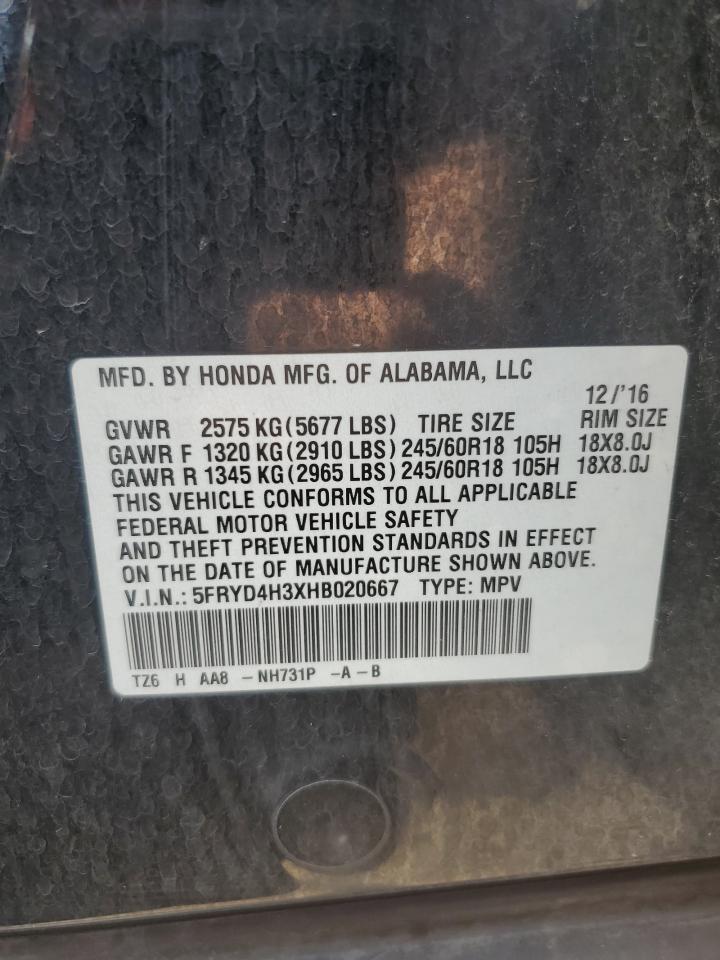 MFD. BY HONDA MFG. OF ALABAMA, LLC
12/'16
GVWR 2575 KG (5677 LBS) TIRE SIZE RIM SIZE
GAWR F 1320 KG (2910 LBS) 245/60R18 105H 18X8.0J
GAWR R 1345 KG (2965 LBS) 245/60R18 105H 18X8.0J
THIS VEHICLE CONFORMS TO ALL APPLICABLE
FEDERAL MOTOR VEHICLE SAFETY
AND THEFT PREVENTION STANDARDS IN EFFECT
ON THE DATE OF MANUFACTURE SHOWN ABOVE.
V.I.N.: 5FRYD4H3XHB020667 TYPE: MPV
TZ6 H AA8 - NH731P -A - B